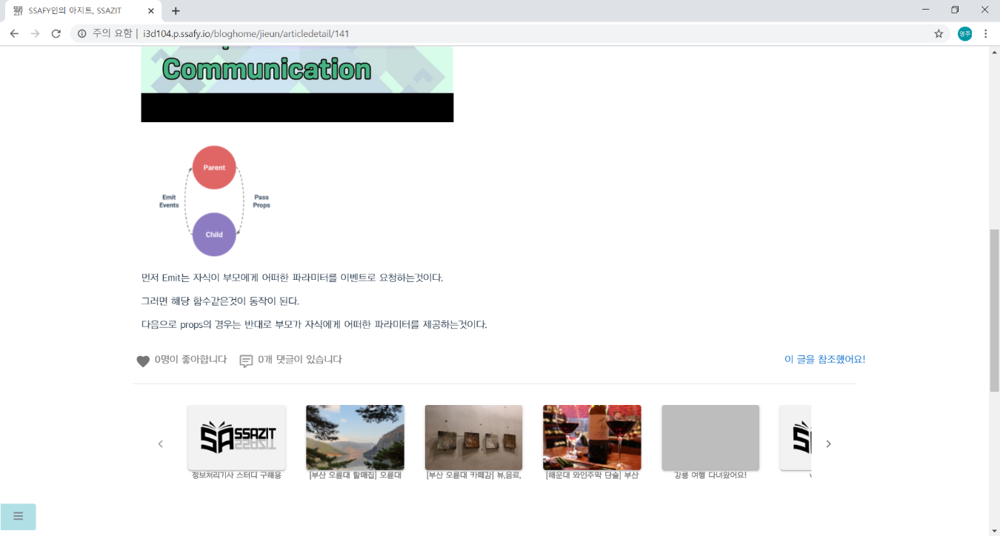 SSAFY인의 아지트, SSAZIT
주의 요함 | i3d104.p.ssafy.io/bloghome/jieun/articledetail/141
영주
Communication
Parent
Emit Events
Pass Props
Child
먼저 Emit는 자식이 부모에게 어떠한 파라미터를 이벤트로 요청하는것이다.
그러면 해당 함수같은것이 동작이 된다.
다음으로 props의 경우는 반대로 부모가 자식에게 어떠한 파라미터를 제공하는것이다.
0명이 좋아합니다
0개 댓글이 있습니다
이 글을 참조했어요!
SSAZIT
정보처리기사 스터디 구해용
[부산 오륜대 할매집] 오륜대
[부산 오륜대 카페감] 뷰,음료,
[해운대 와인주막 단술] 부산
강릉 여행 다녀왔어요!